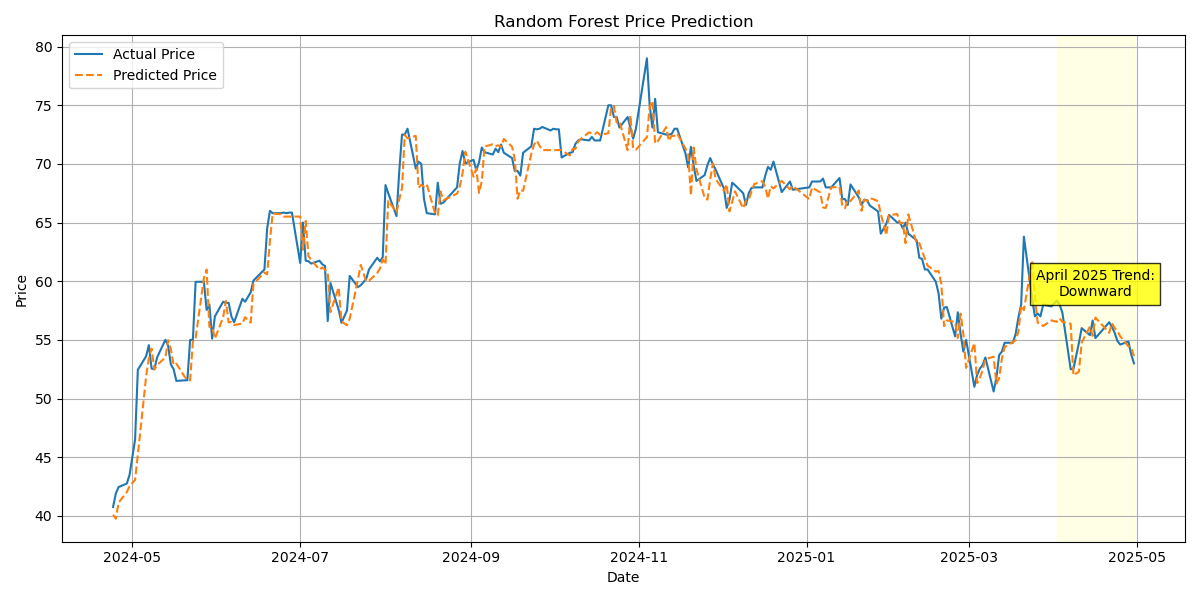 Random Forest Price Prediction
Actual Price
Predicted Price
April 2025 Trend:
Downward
Price
80
75
70
65
60
55
50
45
40
2024-05
2024-07
2024-09
2024-11
2025-01
2025-03
2025-05
Date